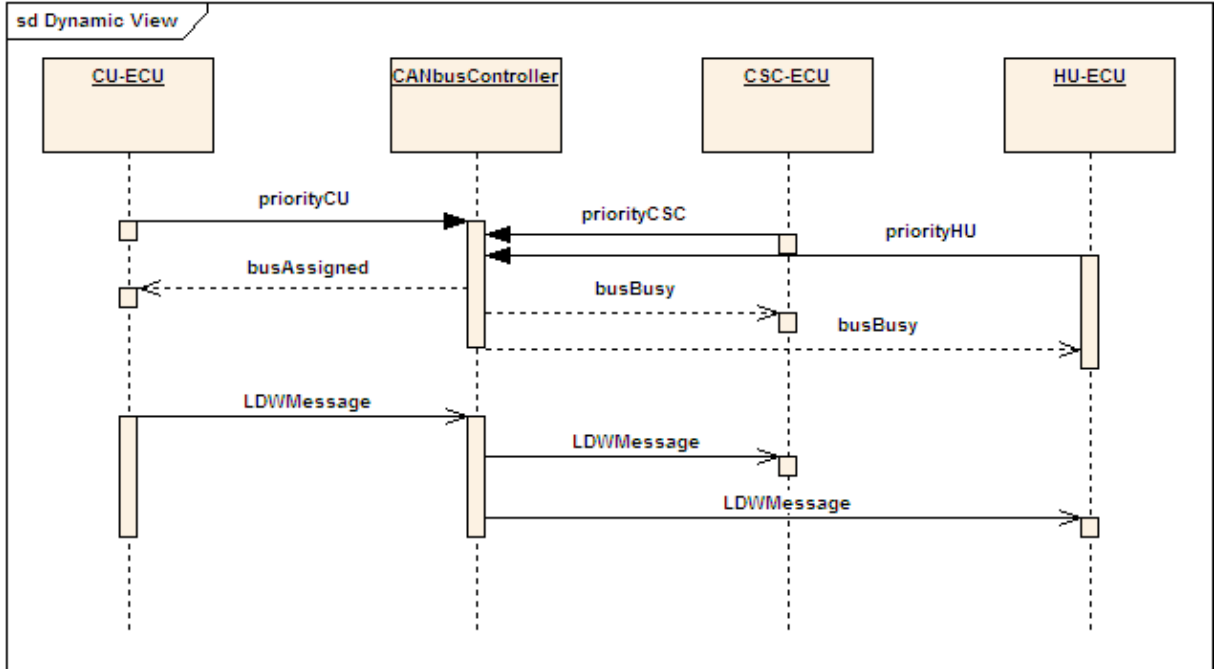 sd Dynamic View
CU-ECU
CANbusController
CSC-ECU
HU-ECU
priorityCU
priorityCSC
priorityHU
busAssigned
busBusy
busBusy
LDWMessage
LDWMessage
LDWMessage